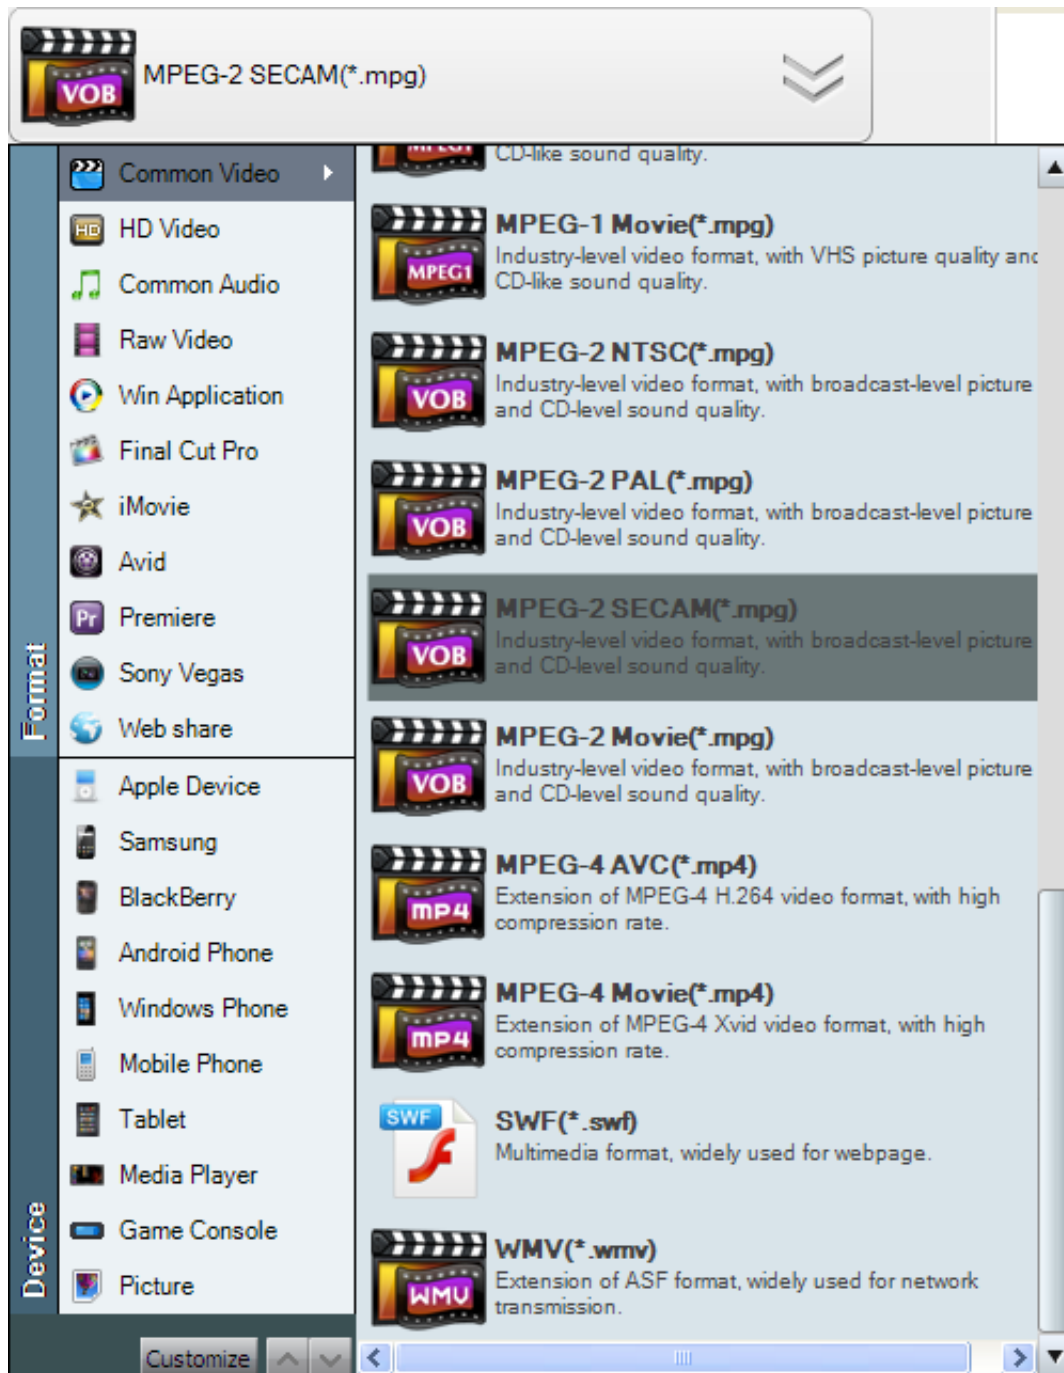 VOB
MPEG-2 SECAM(*.mpg)
Format
Common Video
HD
HD Video
Common Audio
Raw Video
Win Application
Final Cut Pro
iMovie
Avid
Pr
Premiere
Sony Vegas
Web share
Device
Apple Device
Samsung
BlackBerry
Android Phone
Windows Phone
Mobile Phone
Tablet
Media Player
Game Console
Picture
Customize
MPEG1
CD-like sound quality.
MPEG1
MPEG-1 Movie(*.mpg)
Industry-level video format, with VHS picture quality and
CD-like sound quality.
VOB
MPEG-2 NTSC(*.mpg)
Industry-level video format, with broadcast-level picture
and CD-level sound quality.
VOB
MPEG-2 PAL(*.mpg)
Industry-level video format, with broadcast-level picture
and CD-level sound quality.
VOB
MPEG-2 SECAM(*.mpg)
Industry-level video format, with broadcast-level picture
and CD-level sound quality.
VOB
MPEG-2 Movie(*.mpg)
Industry-level video format, with broadcast-level picture
and CD-level sound quality.
MP4
MPEG-4 AVC(*.mp4)
Extension of MPEG-4 H.264 video format, with high
compression rate.
MP4
MPEG-4 Movie(*.mp4)
Extension of MPEG-4 Xvid video format, with high
compression rate.
SWF
SWF(*.swf)
Multimedia format, widely used for webpage.
WMV
WMV(*.wmv)
Extension of ASF format, widely used for network
transmission.